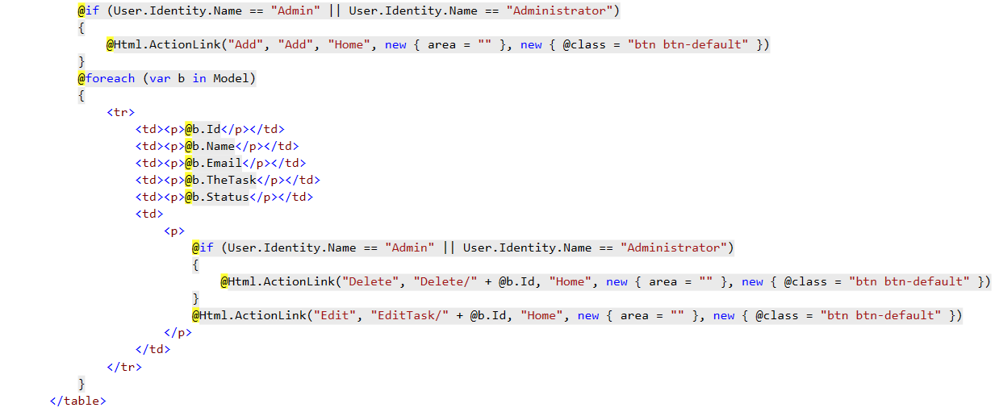 @if (User.Identity.Name == "Admin" || User.Identity.Name == "Administrator")
{
@Html.ActionLink("Add", "Add", "Home", new { area = "" }, new { @class = "btn btn-default" })
}
@foreach (var b in Model)
{
<tr>
<td><p>@b.Id</p></td>
<td><p>@b.Name</p></td>
<td><p>@b.Email</p></td>
<td><p>@b.TheTask</p></td>
<td><p>@b.Status</p></td>
<td>
<p>
@if (User.Identity.Name == "Admin" || User.Identity.Name == "Administrator")
{
@Html.ActionLink("Delete", "Delete/" + @b.Id, "Home", new { area = "" }, new { @class = "btn btn-default" })
}
@Html.ActionLink("Edit", "EditTask/" + @b.Id, "Home", new { area = "" }, new { @class = "btn btn-default" })
</p>
</td>
</tr>
}
</table>